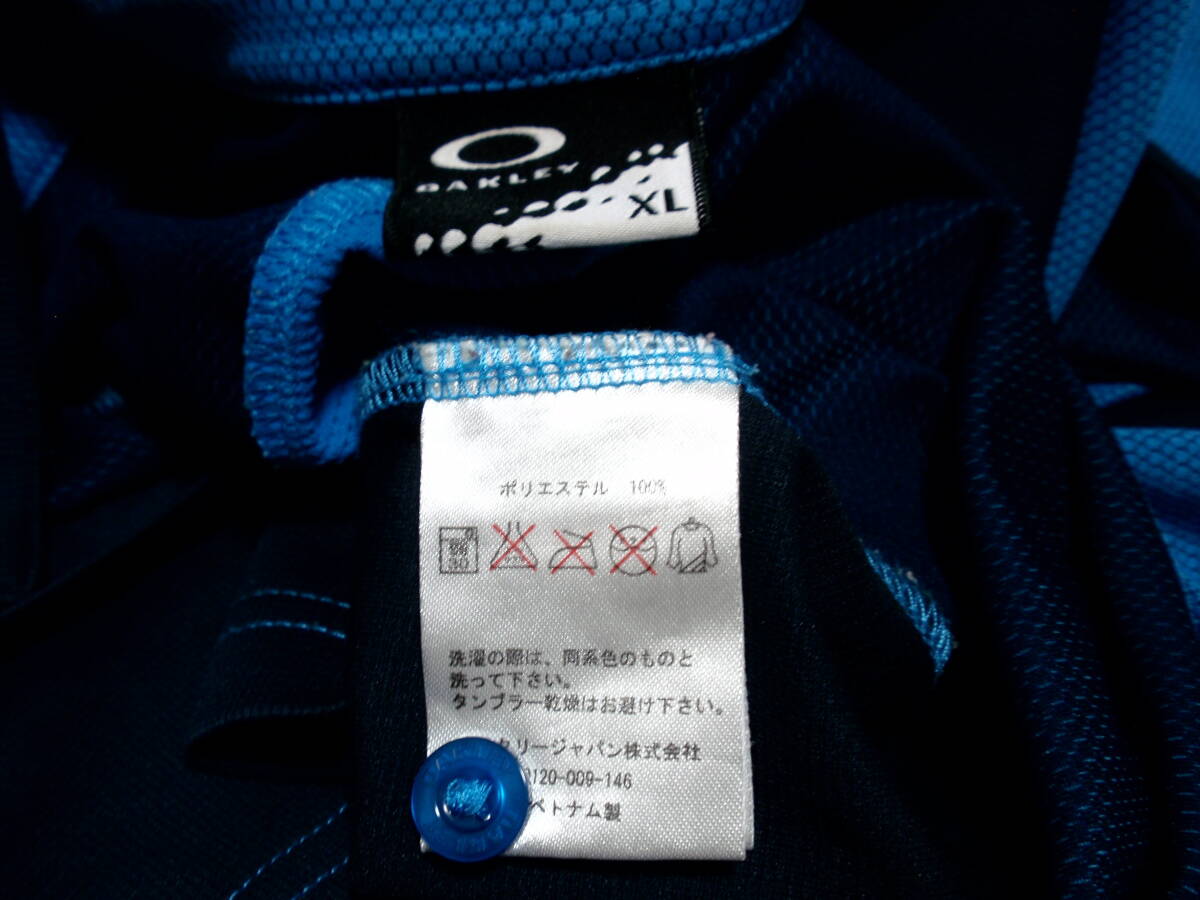 OAKLEY
XL
ポリエステル 100%
30
洗濯の際は、同系色のものと
洗って下さい。
タンブラー乾燥はお避け下さい。
クリージャパン株式会社
120-009-146
ベトナム製